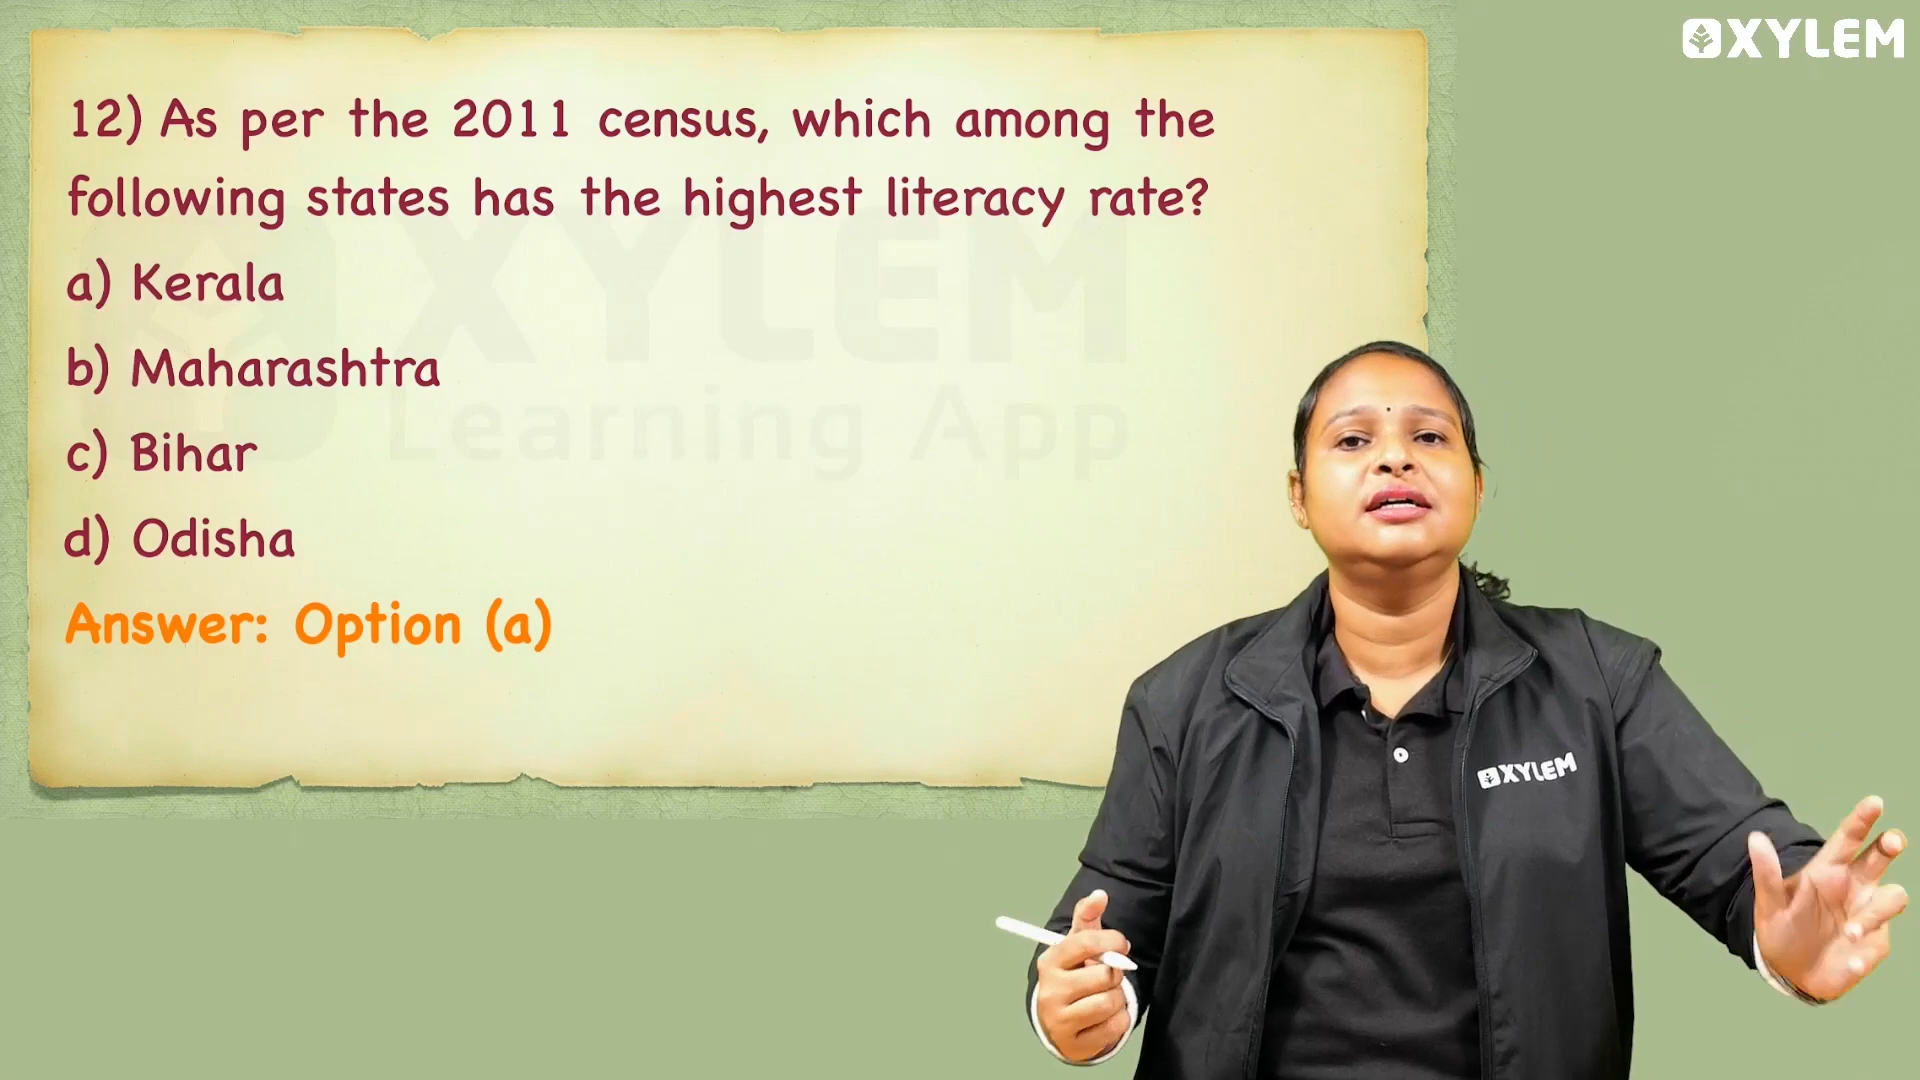 XYLEM
12) As per the 2011 census, which among the
following states has the highest literacy rate?
a) Kerala
b) Maharashtra
c) Bihar
d) Odisha
Answer: Option (a)
XYLEM
Learning App
XYLEM